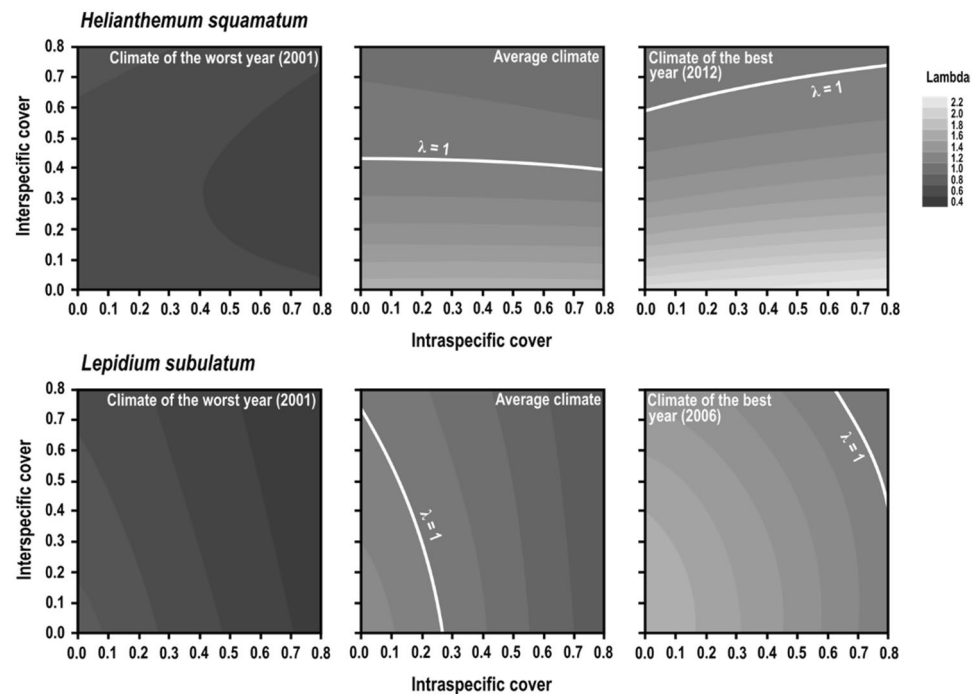 Helianthemum squamatum
Climate of the worst year (2001)
Average climate
Climate of the best
year (2012)
λ = 1
λ = 1
Interspecific cover
0.8
0.7
0.6
0.5
0.4
0.3
0.2
0.1
0.0
0.0 0.1 0.2 0.3 0.4 0.5 0.6 0.7 0.8
0.0 0.1 0.2 0.3 0.4 0.5 0.6 0.7 0.8
0.0 0.1 0.2 0.3 0.4 0.5 0.6 0.7 0.8
Intraspecific cover
Lambda
2.2
2.0
1.8
1.6
1.4
1.2
1.0
0.8
0.6
0.4
Lepidium subulatum
Climate of the worst year (2001)
Average climate
Climate of the best
year (2006)
λ = 1
λ = 1
Interspecific cover
0.8
0.7
0.6
0.5
0.4
0.3
0.2
0.1
0.0
0.0 0.1 0.2 0.3 0.4 0.5 0.6 0.7 0.8
0.0 0.1 0.2 0.3 0.4 0.5 0.6 0.7 0.8
0.0 0.1 0.2 0.3 0.4 0.5 0.6 0.7 0.8
Intraspecific cover